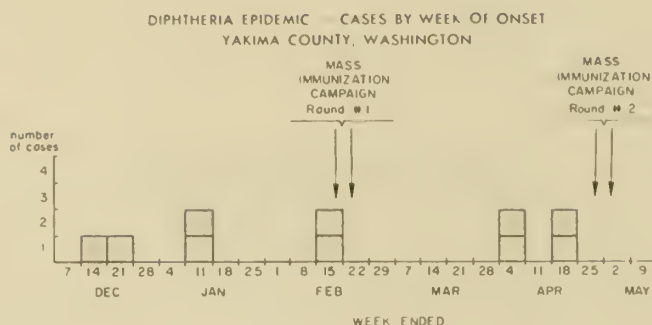 DIPHTHERIA EPIDEMIC CASES BY WEEK OF ONSET
YAKIMA COUNTY, WASHINGTON
MASS
IMMUNIZATION
CAMPAIGN
Round #1
MASS
IMMUNIZATION
CAMPAIGN
Round # 2
number
of cases
4
3
2
1
7 14 21 28 4 11 18 25 1 8 15 22 29 7 14 21 28 4 11 18 25 2 9
DEC JAN FEB MAR APR MAY
WEEK ENDED